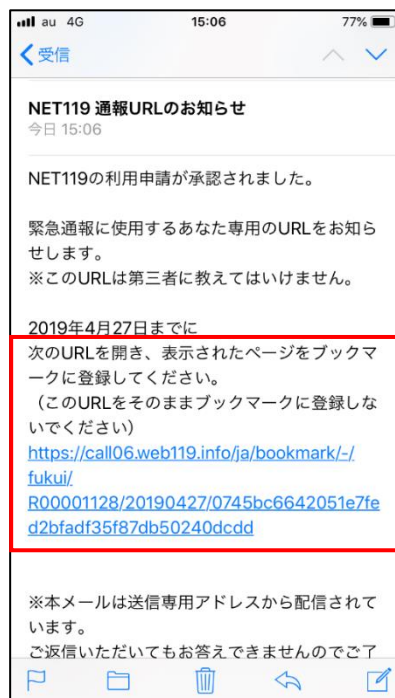 au 4G 15:06 77%
受信
NET119 通報URLのお知らせ
今日 15:06
NET119の利用申請が承認されました。
緊急通報に使用するあなた専用のURLをお知ら
せします。
※このURLは第三者に教えてはいけません。
2019年4月27日までに
次のURLを開き、表示されたページをブックマ
ークに登録してください。
（このURLをそのままブックマークに登録しな
いでください）
https://call06.web119.info/ja/bookmark/-/
fukui/
R00001128/20190427/0745bc6642051e7fe
d2bfadf35f87db50240dcdd
※本メールは送信専用アドレスから配信されて
います。
ご返信いただいてもお答えできませんのでご了